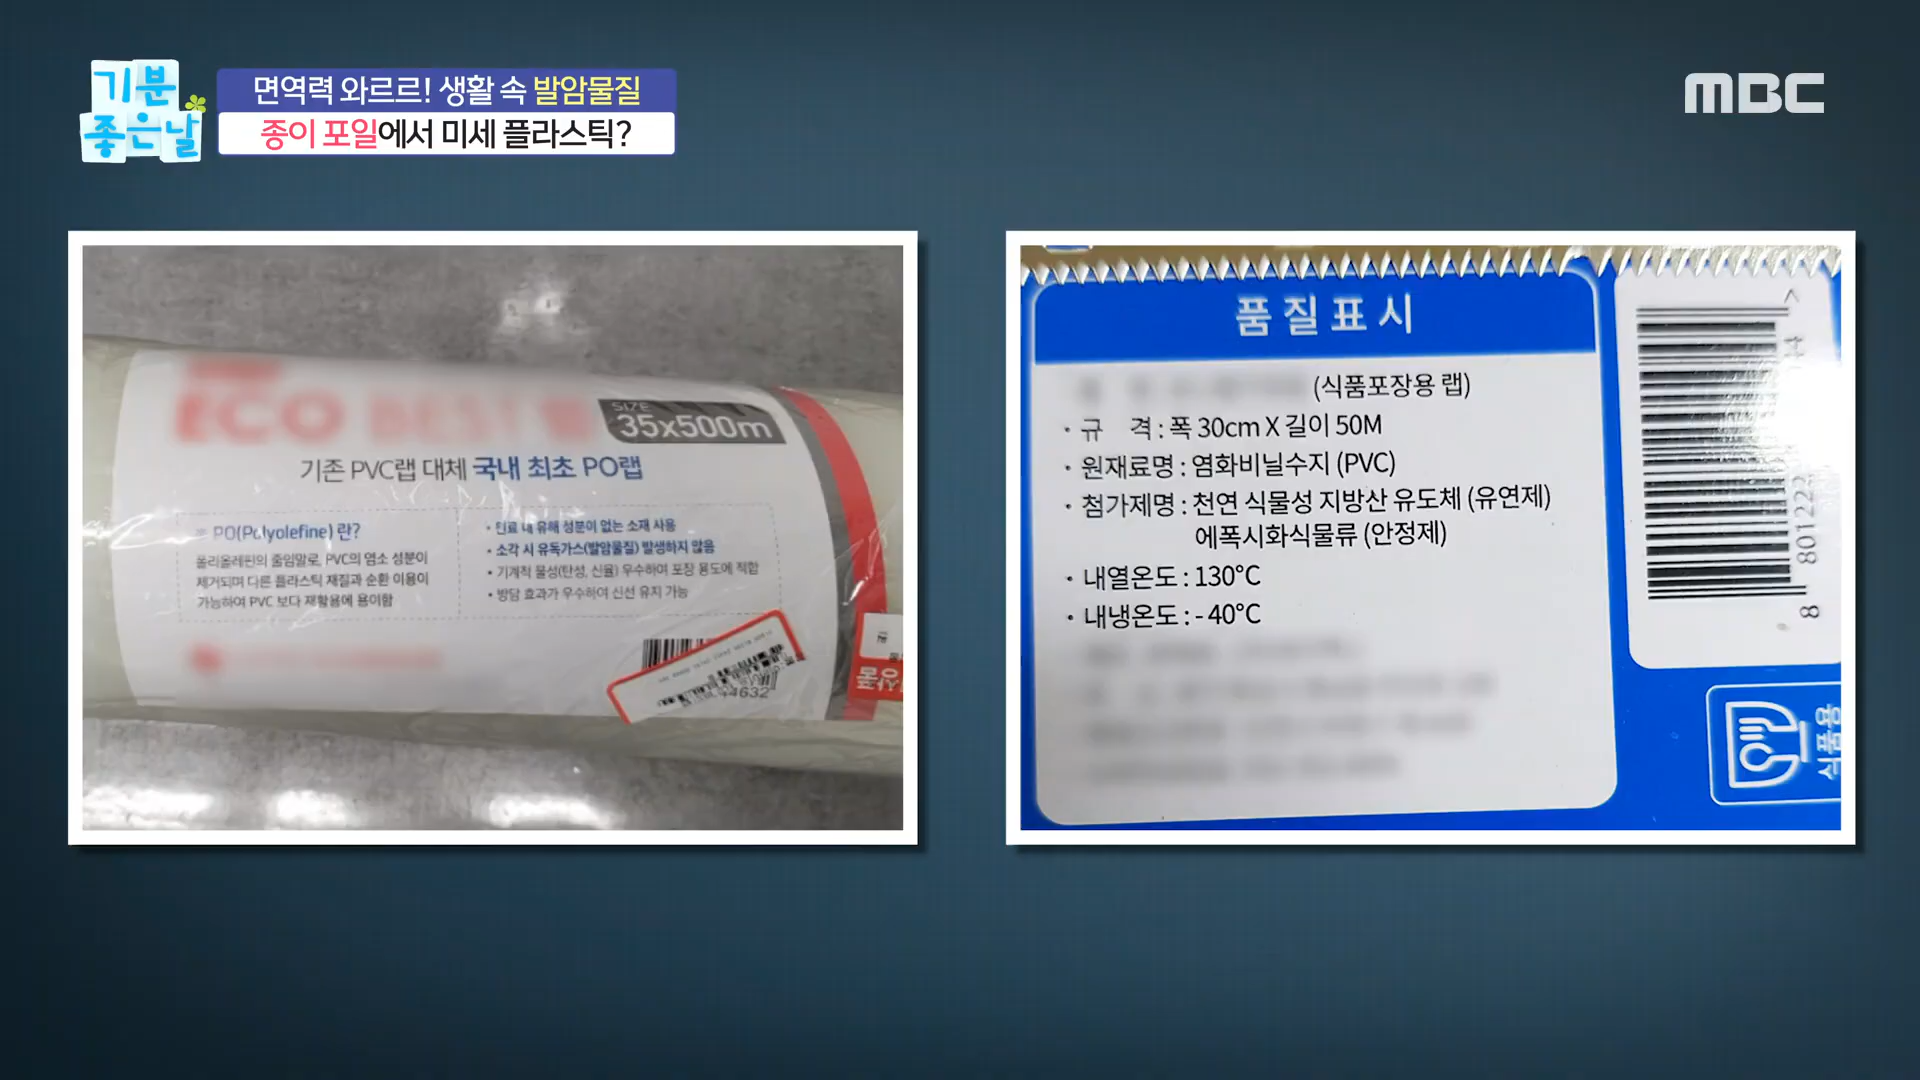 기분
좋은날
면역력 와르르! 생활 속 발암물질
종이 포일에서 미세 플라스틱?
MBC
ECO BEST
SIZE
35x500m
기존 PVC랩 대체 국내 최초 PO랩
PO(Polyolefine) 란?
폴리올레핀의 줄임말로, PVC의 염소 성분이
제거되며 다른 플라스틱 재질과 순환 이용이
가능하여 PVC 보다 재활용에 용이함
• 원료 내 유해 성분이 없는 소재 사용
• 소각 시 유독가스(발암물질) 발생하지 않음
• 기계적 물성(탄성, 신율) 우수하여 포장 용도에 적합
• 방담 효과가 우수하여 신선 유지 가능
4632
품질표시
(식품포장용 랩)
· 규 격 : 폭 30cm X 길이 50M
· 원재료명 : 염화비닐수지 (PVC)
· 첨가제명 : 천연 식물성 지방산 유도체 (유연제)
에폭시화식물류 (안정제)
· 내열온도 : 130°C
· 내냉온도 : - 40°C
8 801222
식품용